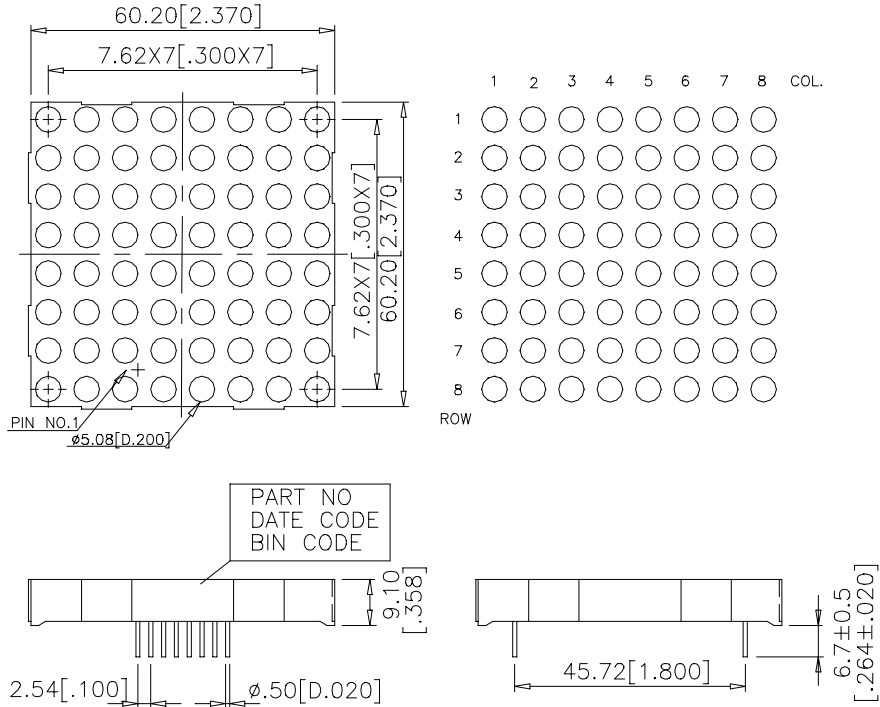 60.20[2.370]
7.62X7[.300X7]
7.62X7[.300X7]
60.20[2.370]
PIN NO.1
ø5.08[D.200]
1 2 3 4 5 6 7 8 COL.
1
2
3
4
5
6
7
8
ROW
PART NO
DATE CODE
BIN CODE
9.10
[.358]
2.54[.100]
ø.50[D.020]
45.72[1.800]
6.7±0.5
[.264±.020]